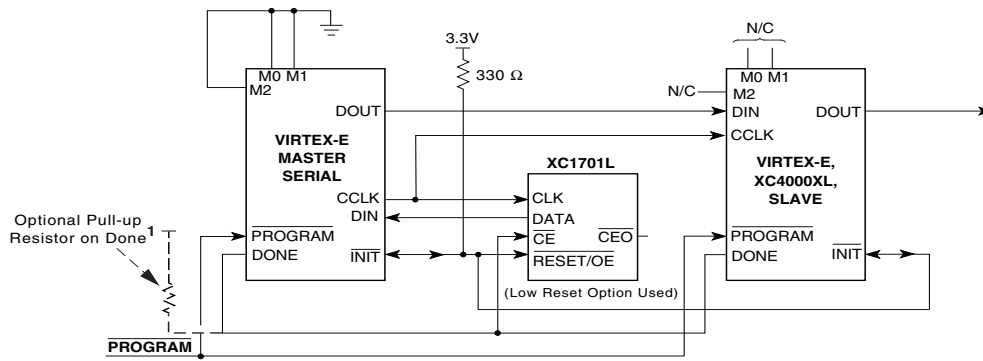 N/C
3.3V
M0 M1
M2
330 Ω
M0 M1
N/C
M2
DOUT
DIN
DOUT
CCLK
VIRTEX-E
MASTER
SERIAL
XC1701L
VIRTEX-E,
XC4000XL,
SLAVE
CCLK
CLK
DIN
DATA
Optional Pull-up
Resistor on Done1
PROGRAM
CE
CEO
PROGRAM
DONE
INIT
RESET/OE
DONE
INIT
(Low Reset Option Used)
PROGRAM